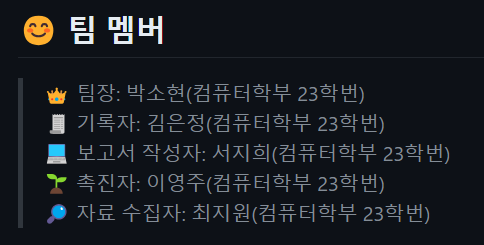 😊 팀 멤버
👑 팀장: 박소현(컴퓨터학부 23학번)
🧾 기록자: 김은정(컴퓨터학부 23학번)
💻 보고서 작성자: 서지희(컴퓨터학부 23학번)
🌱 촉진자: 이영주(컴퓨터학부 23학번)
🔎 자료 수집자: 최지원(컴퓨터학부 23학번)